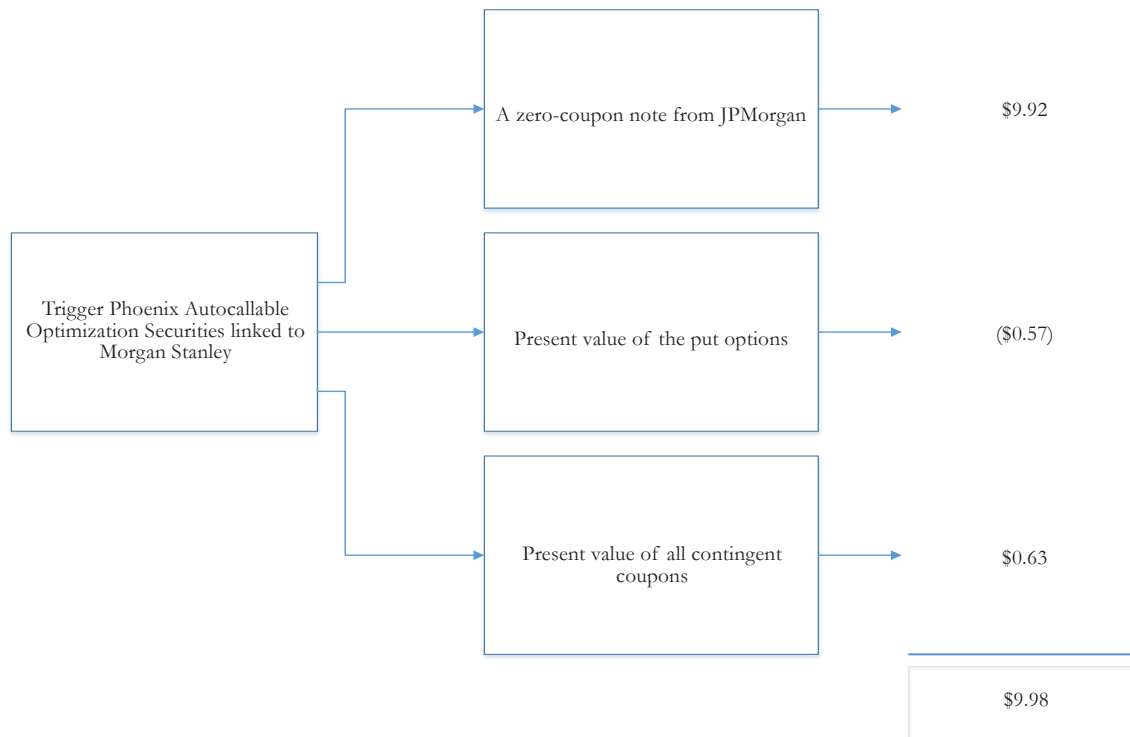 A zero-coupon note from JPMorgan
$9.92
Trigger Phoenix Autocallable
Optimization Securities linked to
Morgan Stanley
Present value of the put options
($0.57)
Present value of all contingent
coupons
$0.63
$9.98